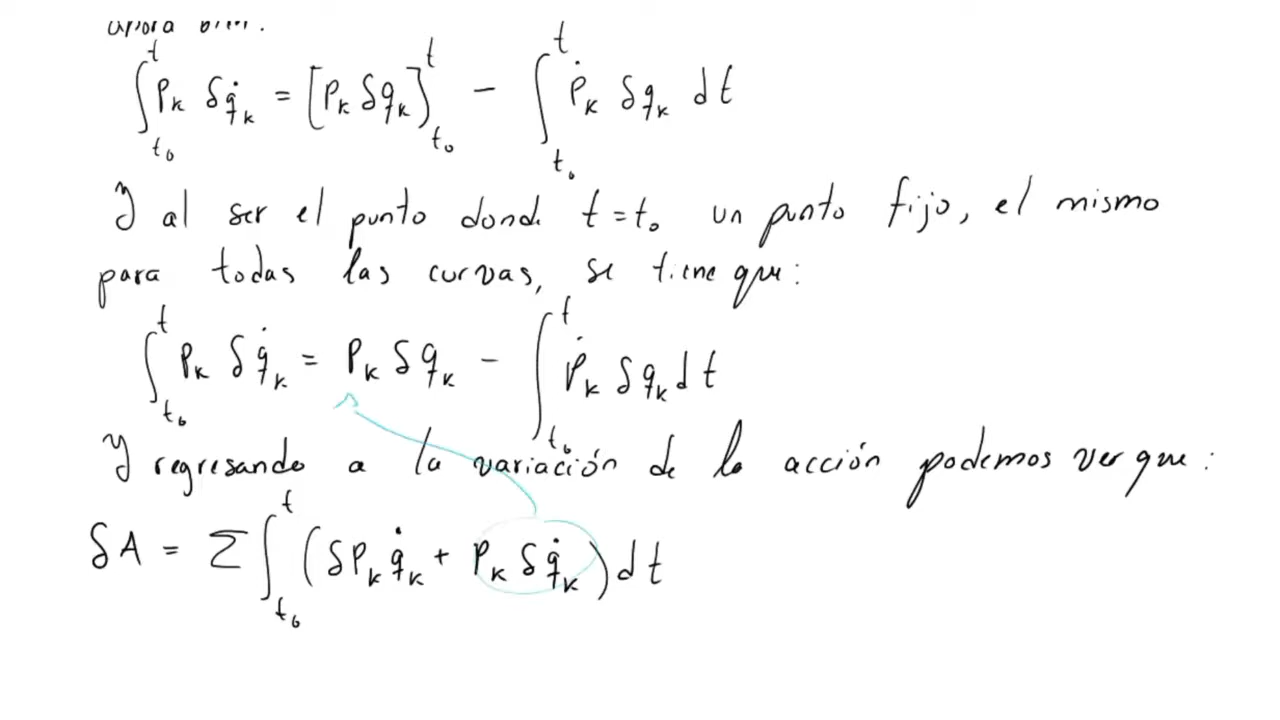 ∫_{t₀}^{t} P_k δq̇_k = [P_k δq_k]_{t₀}^{t} - ∫_{t₀}^{t} Ṗ_k δq_k dt
Y al ser el punto donde t = t₀ un punto fijo, el mismo
para todas las curvas, se tiene que:
∫_{t₀}^{t} P_k δq̇_k = P_k δq_k - ∫_{t₀}^{t} Ṗ_k δq_k dt
Y regresando a la variación de la acción podemos ver que:
δA = Σ ∫_{t₀}^{t} (δP_k q̇_k + P_k δq̇_k) dt